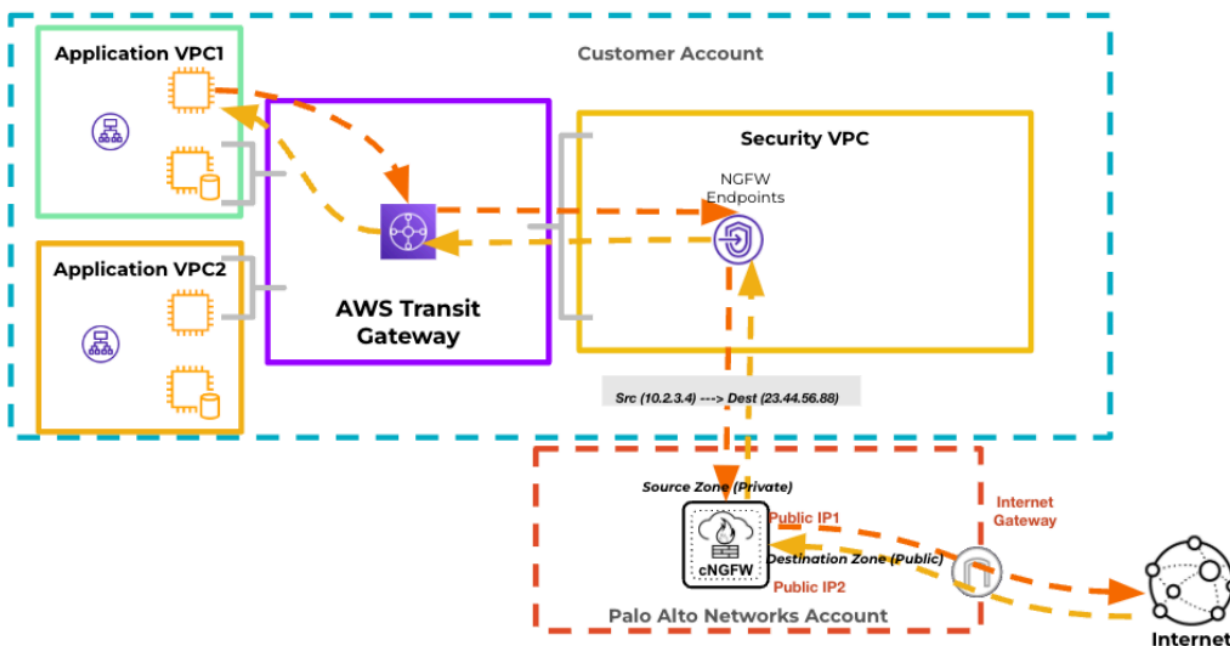 Application VPC1
Customer Account
Security VPC
NGFW
Endpoints
Application VPC2
AWS Transit
Gateway
Src (10.2.3.4) ---> Dest (23.44.56.88)
Source Zone (Private)
Internet
Gateway
Public IP1
Destination Zone (Public)
cNGFW
Public IP2
Palo Alto Networks Account
Internet